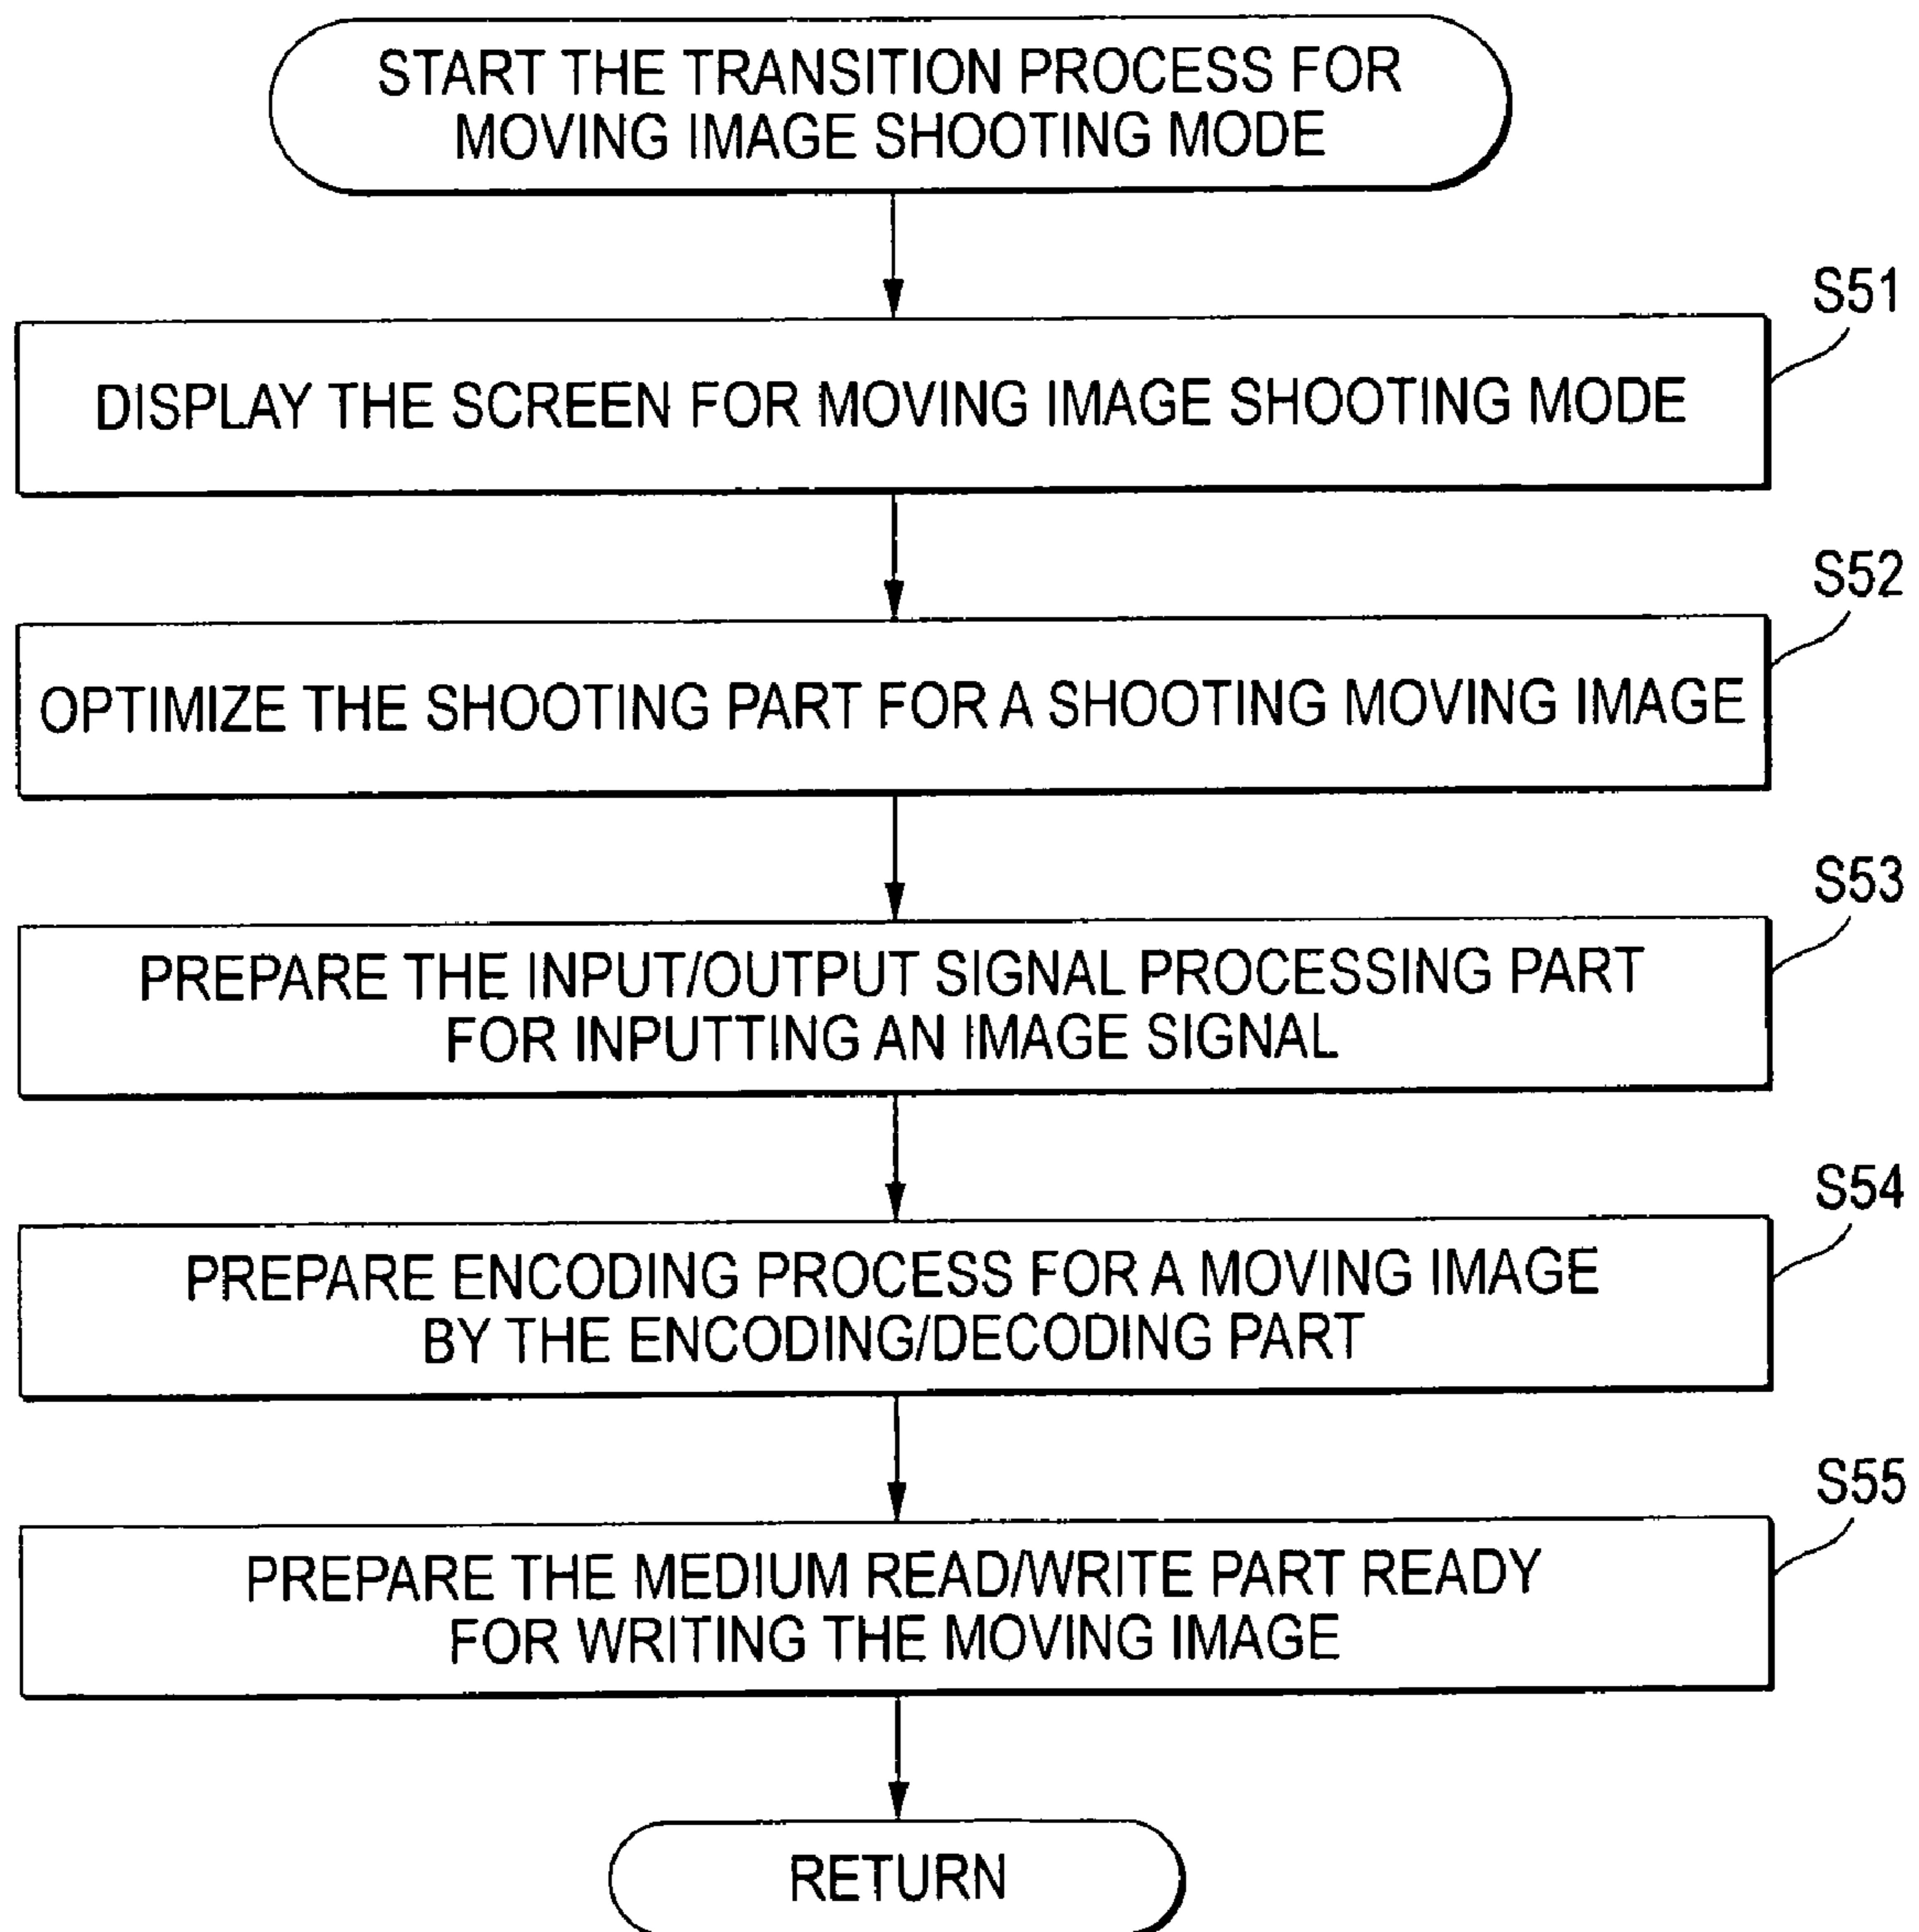 START THE TRANSITION PROCESS FOR
MOVING IMAGE SHOOTING MODE
S51
DISPLAY THE SCREEN FOR MOVING IMAGE SHOOTING MODE
S52
OPTIMIZE THE SHOOTING PART FOR A SHOOTING MOVING IMAGE
S53
PREPARE THE INPUT/OUTPUT SIGNAL PROCESSING PART
FOR INPUTTING AN IMAGE SIGNAL
S54
PREPARE ENCODING PROCESS FOR A MOVING IMAGE
BY THE ENCODING/DECODING PART
S55
PREPARE THE MEDIUM READ/WRITE PART READY
FOR WRITING THE MOVING IMAGE
RETURN